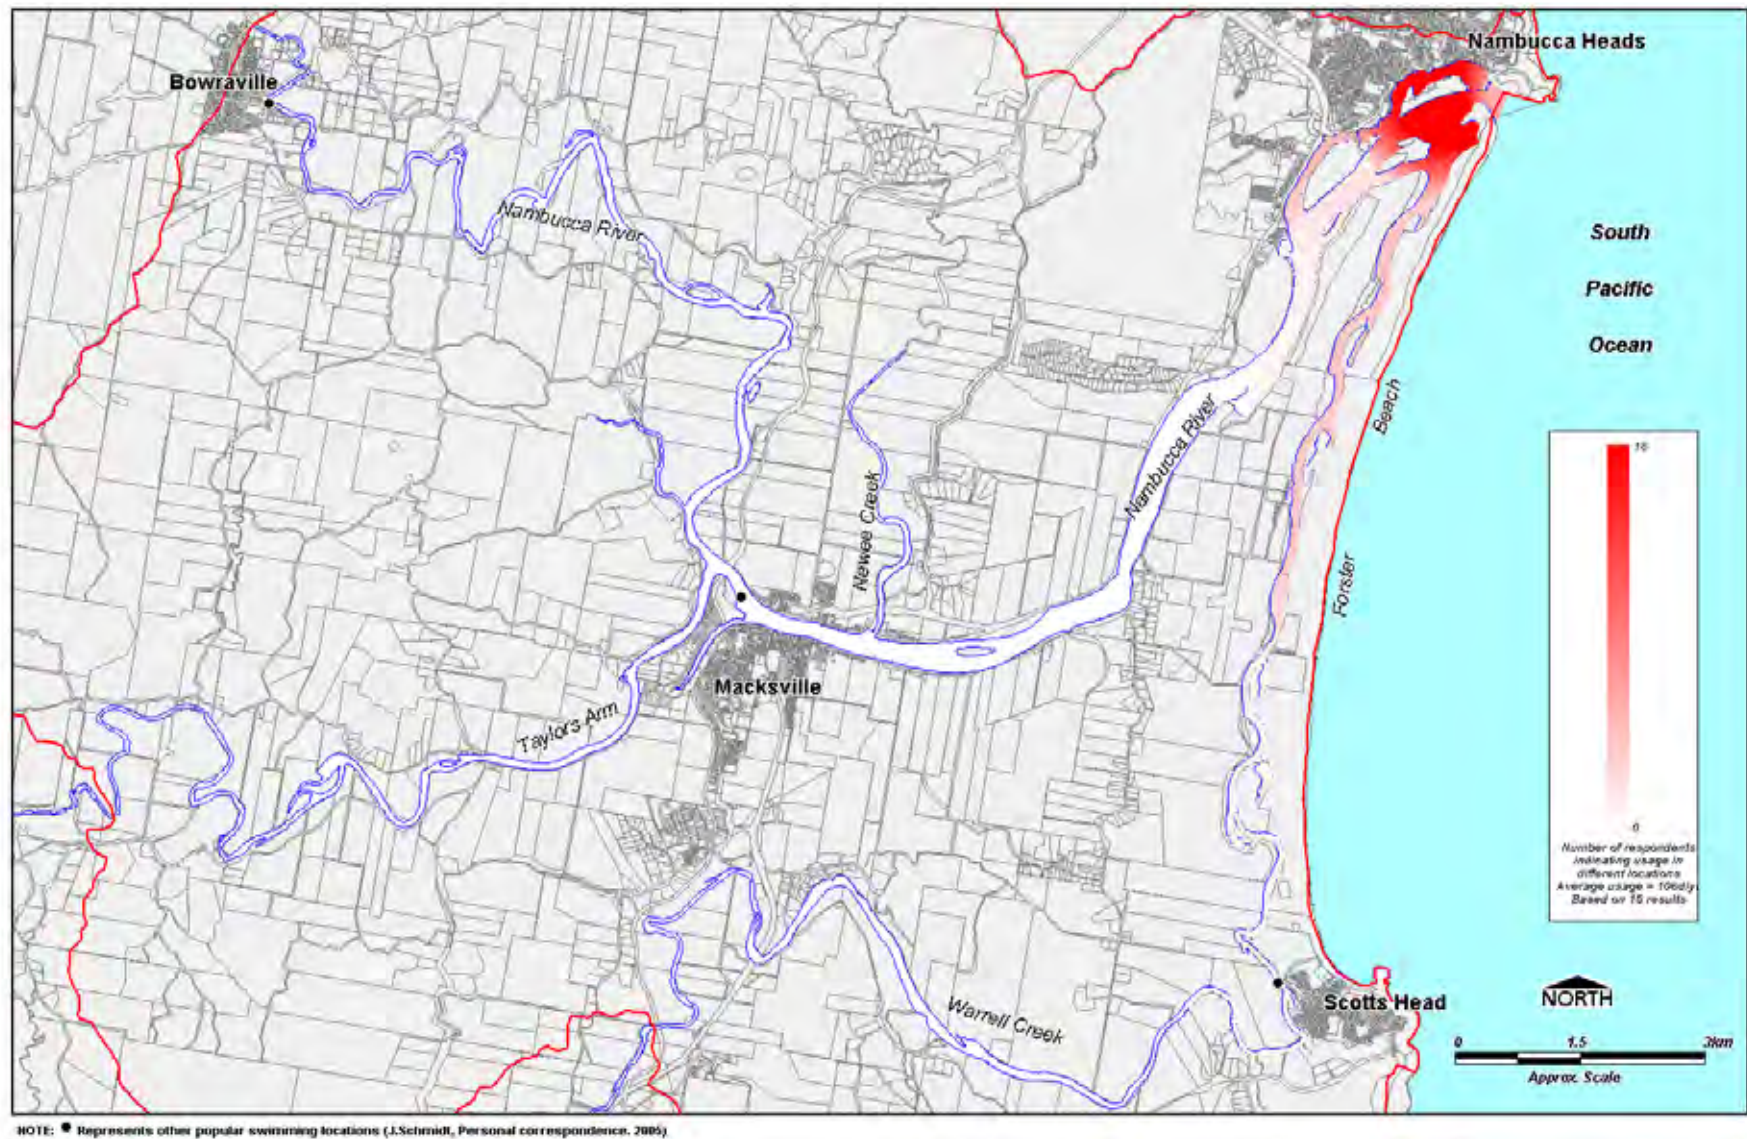 Nambucca Heads
Bowraville
Nambucca River
South
Pacific
Ocean
Beach
Nambucca River
Newee Creek
Forster
Macksville
Taylors Arm
Number of respondents
indicating usage in
different locations
Average usage =
Based on results
Warrell Creek
Scotts Head
NORTH
0 1.5 3km
Approx. Scale
NOTE: ● Represents other popular swimming locations (J.Schmidt, Personal correspondence.